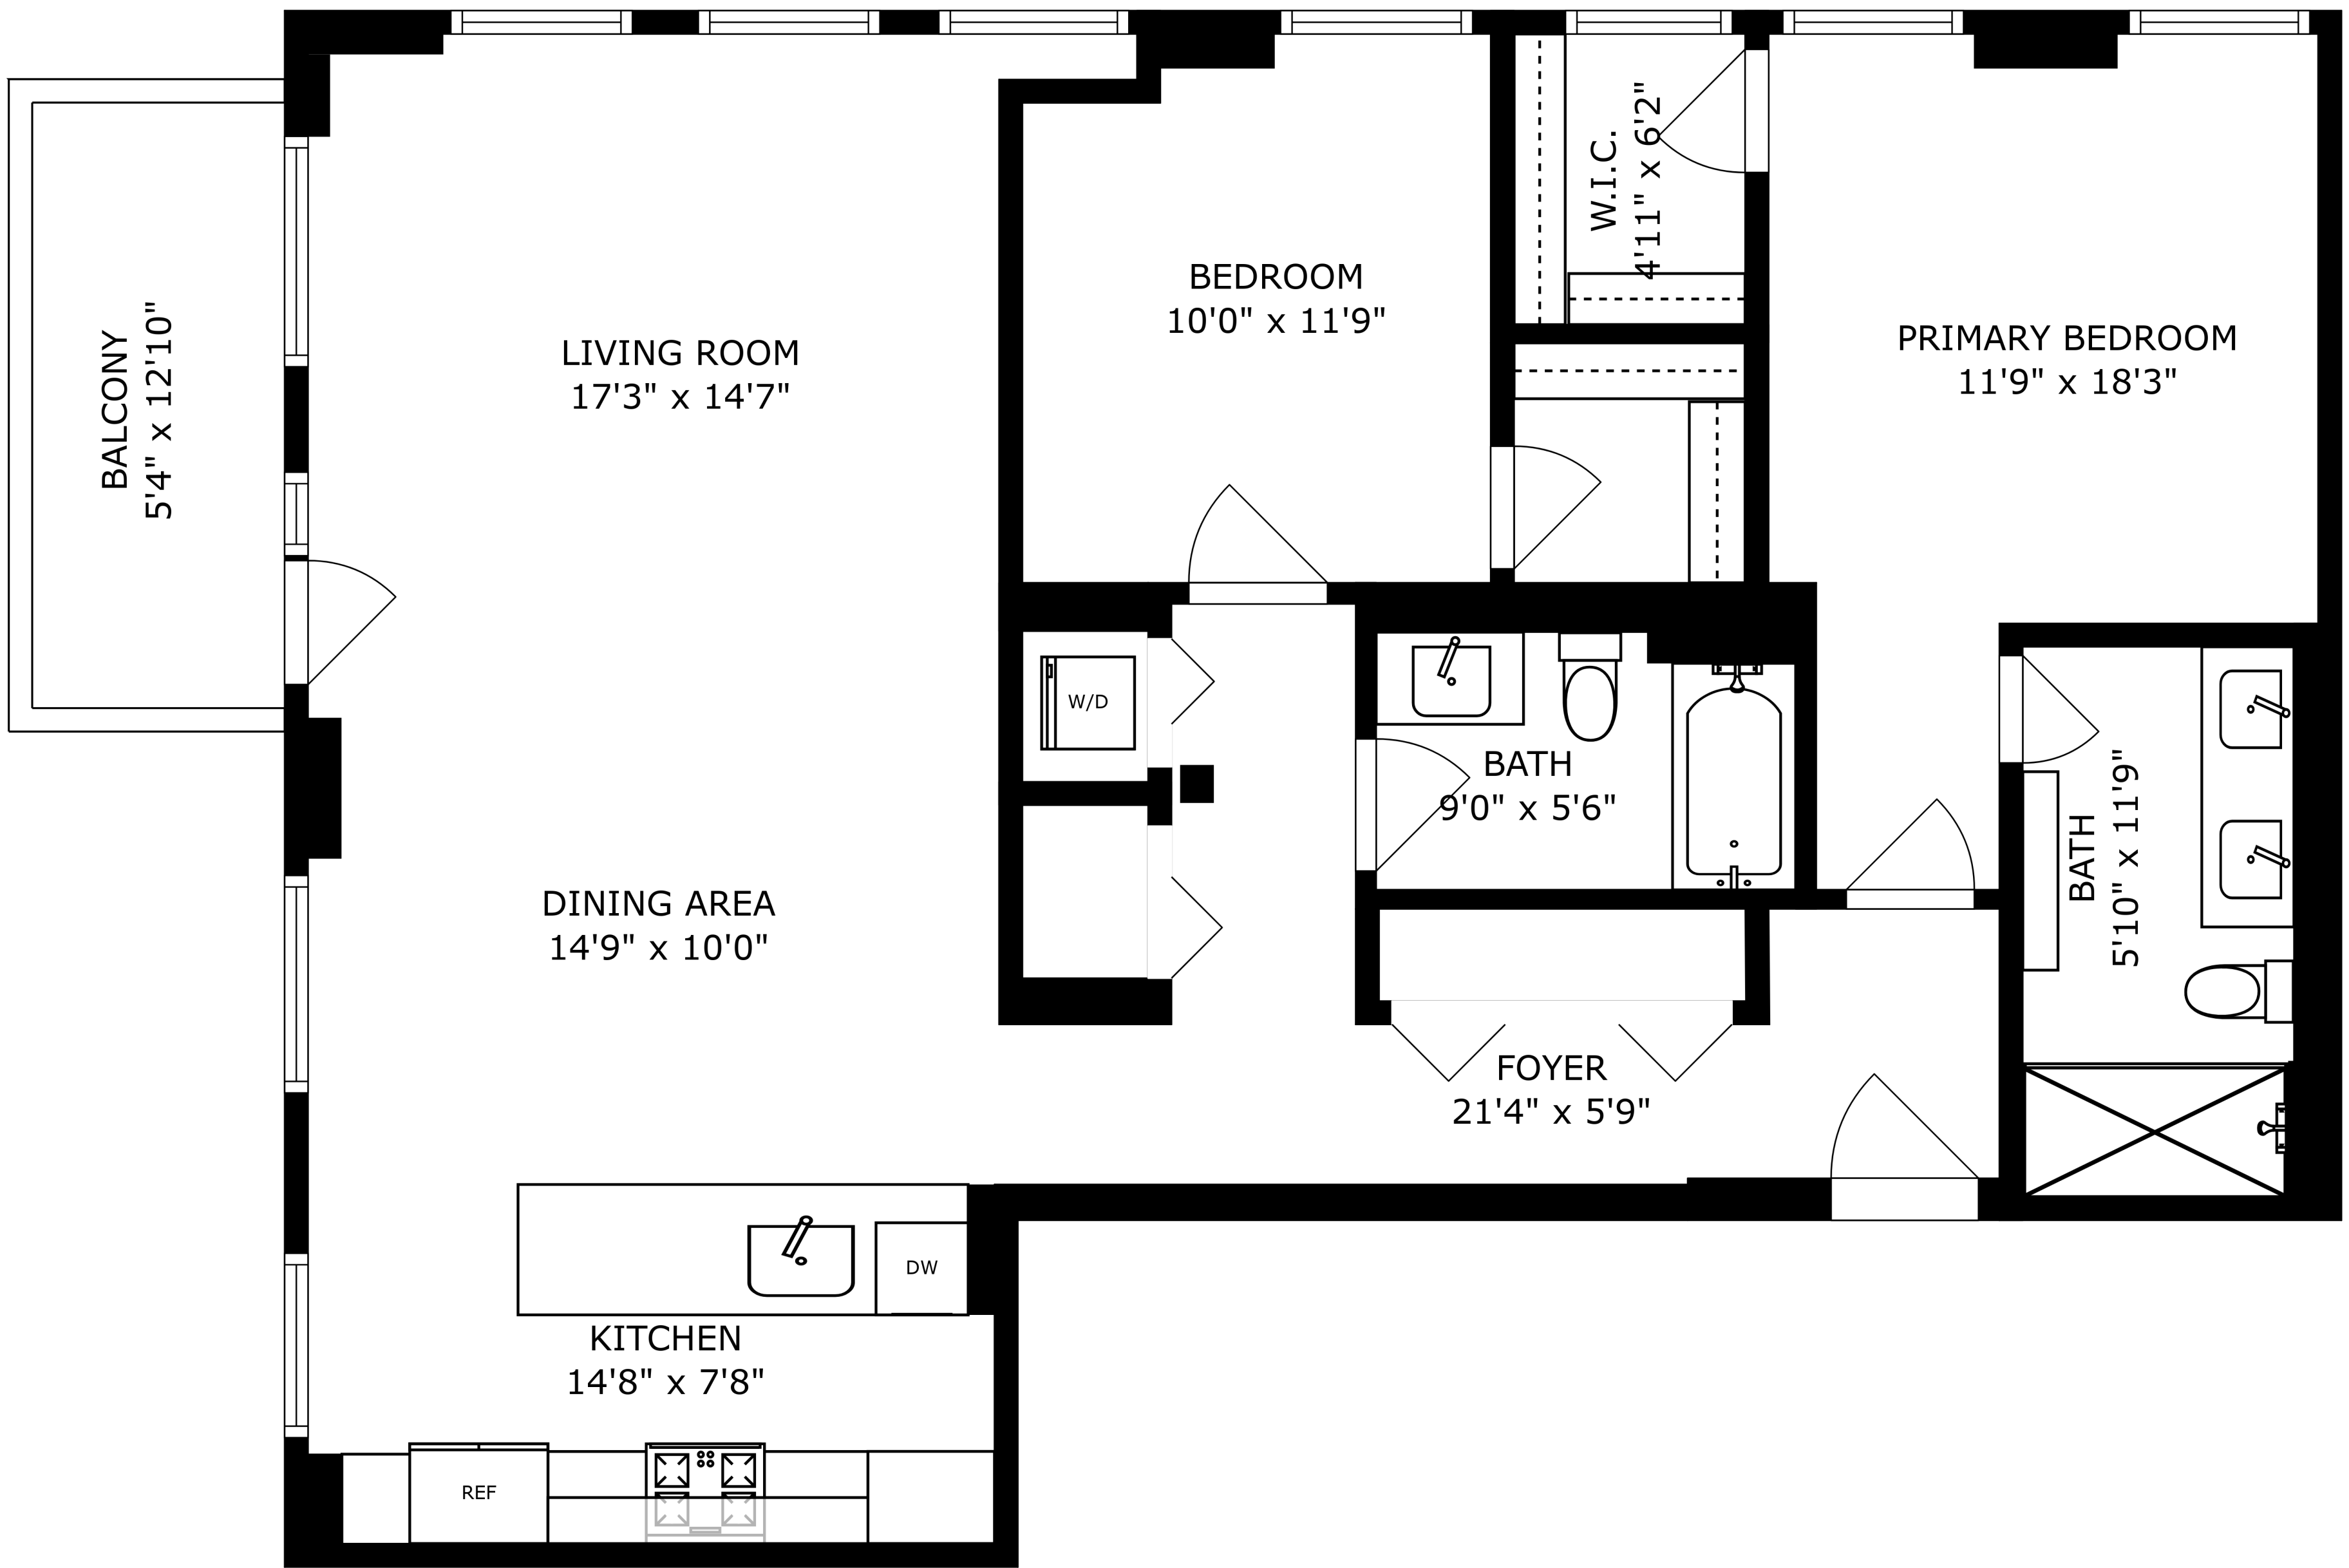 W.I.C.
4'11" x 6'2"
BEDROOM
10'0" x 11'9"
BALCONY
5'4" x 12'10"
LIVING ROOM
17'3" x 14'7"
PRIMARY BEDROOM
11'9" x 18'3"
W/D
BATH
9'0" x 5'6"
BATH
5'10" x 11'9"
DINING AREA
14'9" x 10'0"
FOYER
21'4" x 5'9"
DW
KITCHEN
14'8" x 7'8"
REF